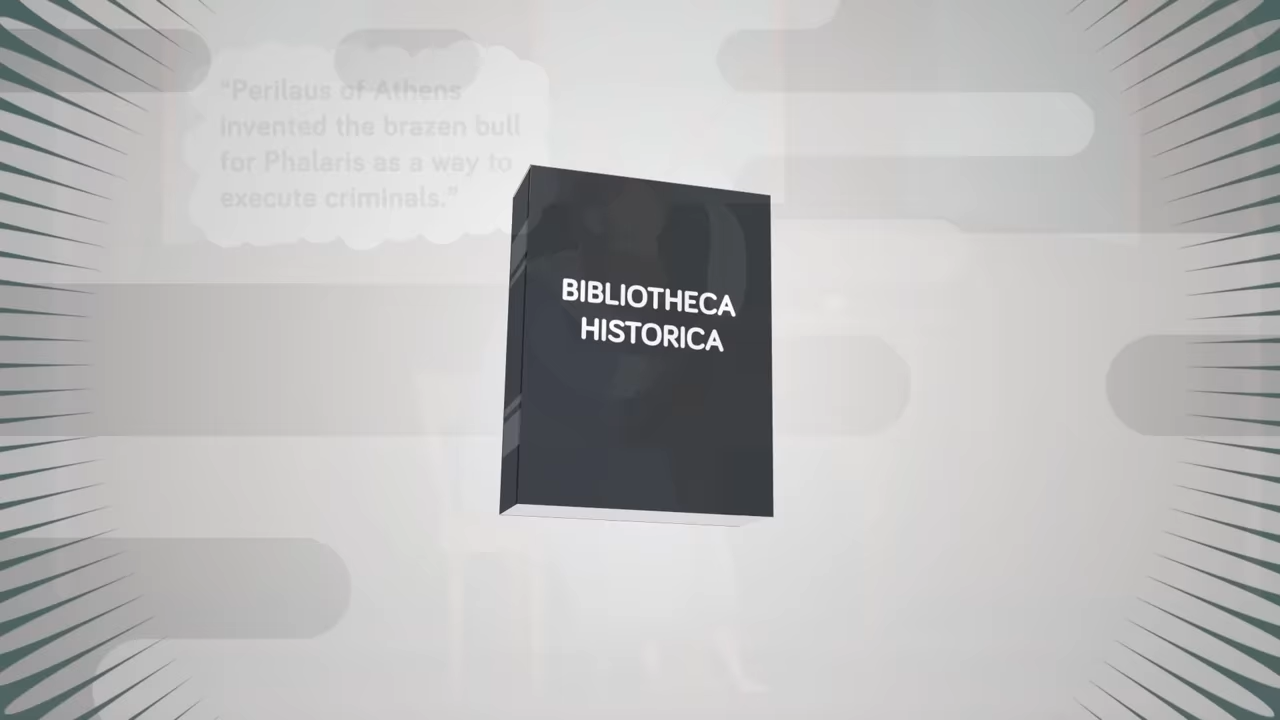 "Perilaus of Athens
invented the brazen bull
for Phalaris as a way to
execute criminals."
BIBLIOTHECA
HISTORICA